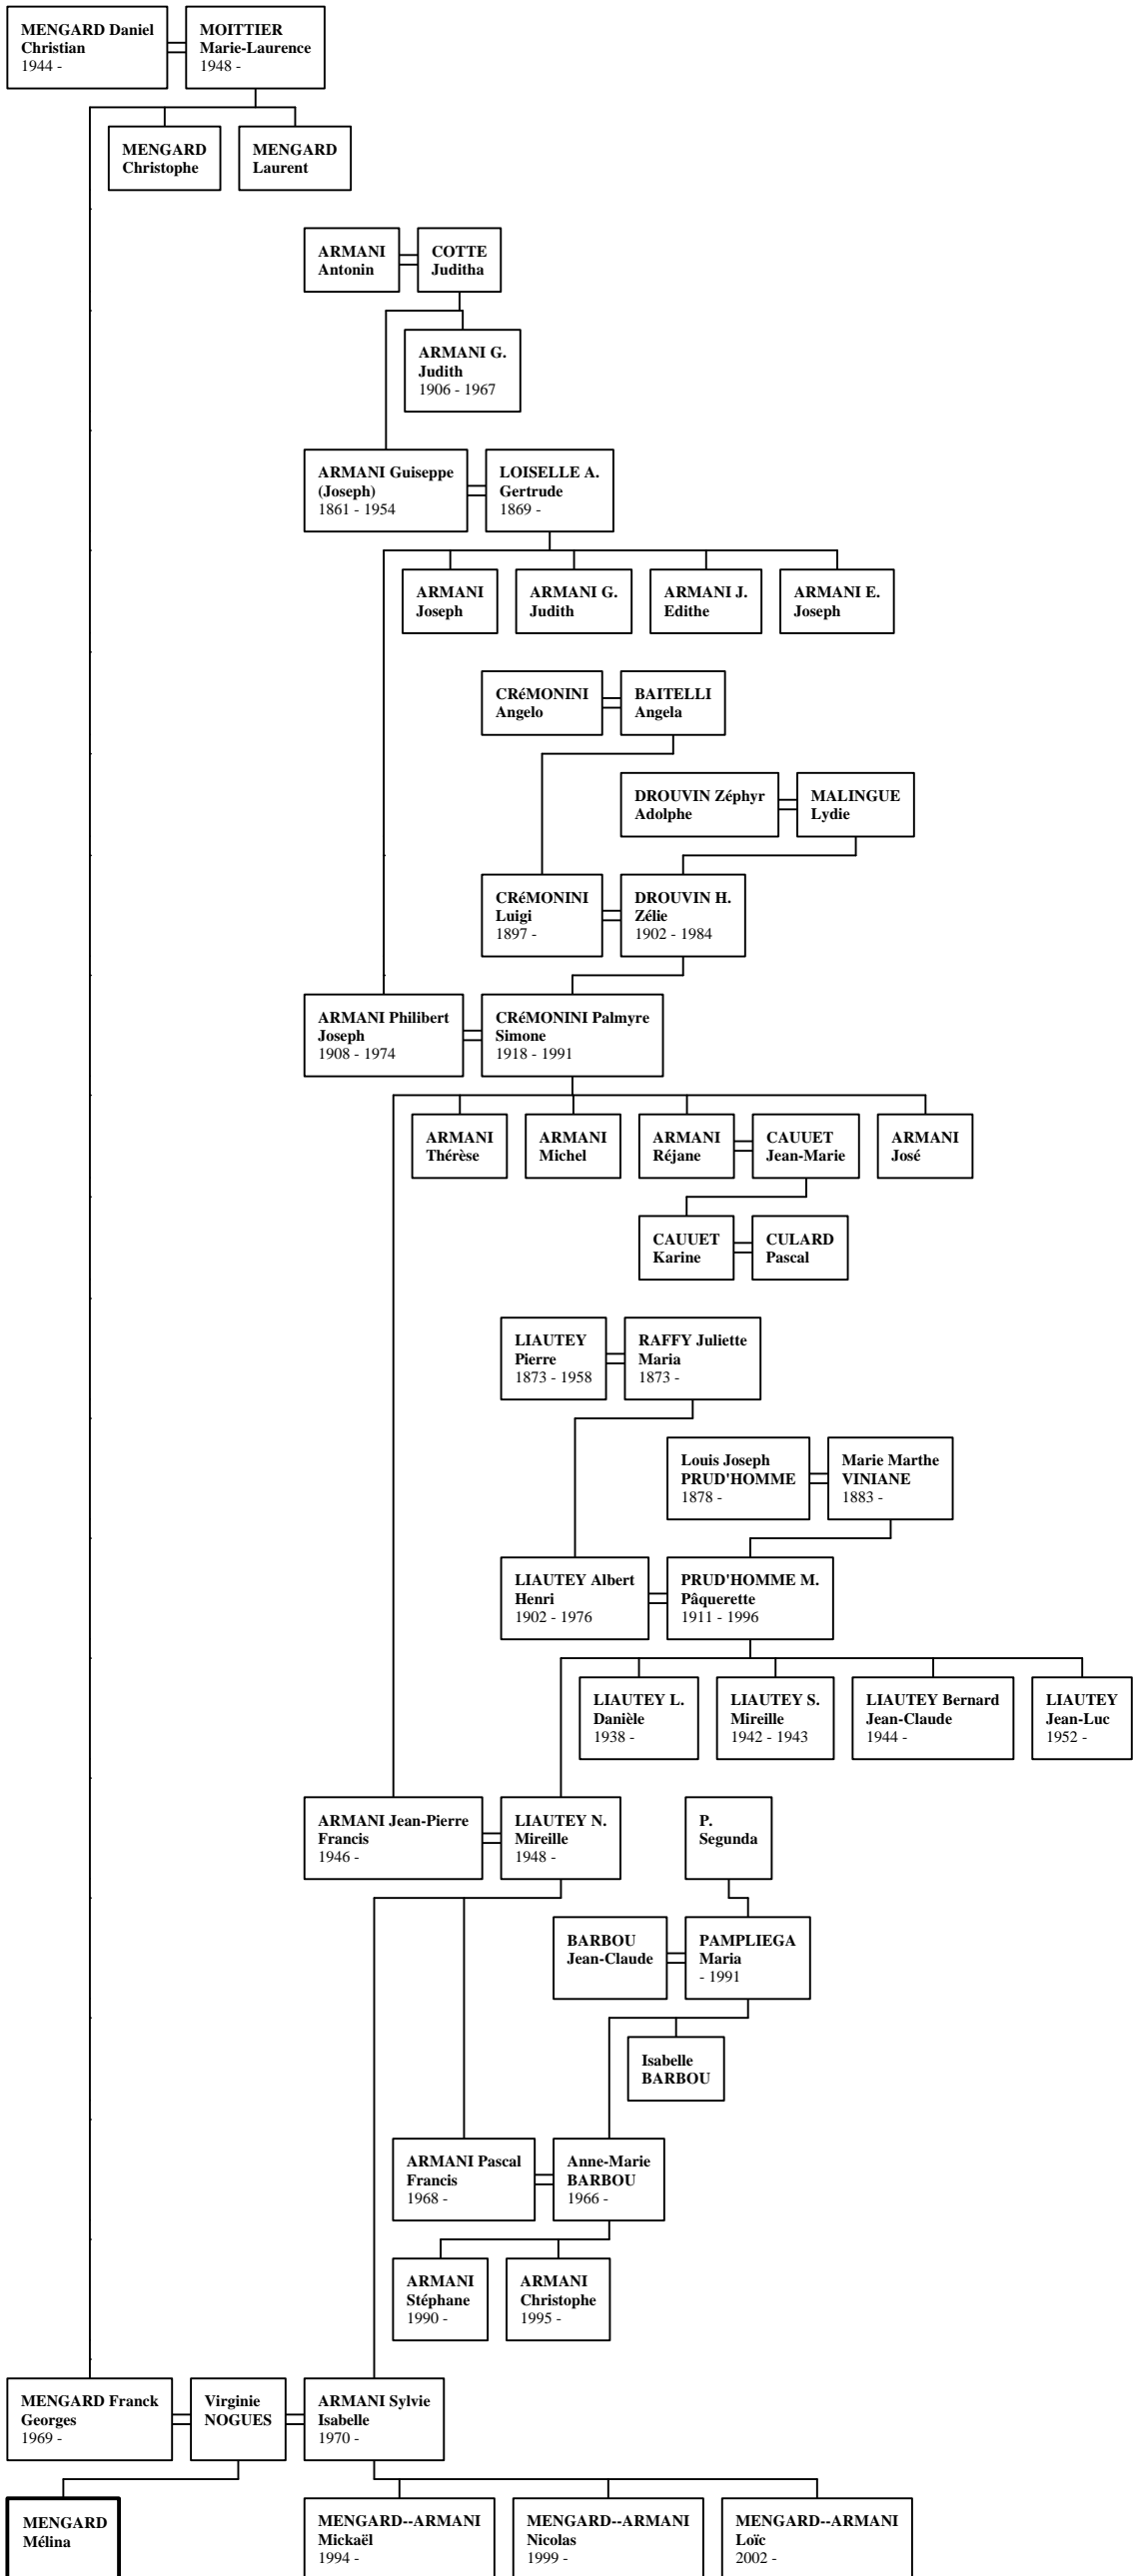 MENGARD Daniel
Christian
1944 -
MOITTIER
Marie-Laurence
1948 -
MENGARD
Christophe
MENGARD
Laurent
ARMANI
Antonin
COTTE
Juditha
ARMANI G.
Judith
1906 - 1967
ARMANI Guiseppe
(Joseph)
1861 - 1954
LOISELLE A.
Gertrude
1869 -
ARMANI
Joseph
ARMANI G.
Judith
ARMANI J.
Edithe
ARMANI E.
Joseph
CRéMONINI
Angelo
BAITELLI
Angela
DROUVIN Zéphyr
Adolphe
MALINGUE
Lydie
CRéMONINI
Luigi
1897 -
DROUVIN H.
Zélie
1902 - 1984
ARMANI Philibert
Joseph
1908 - 1974
CRéMONINI Palmyre
Simone
1918 - 1991
ARMANI
Thérèse
ARMANI
Michel
ARMANI
Réjane
CAUUET
Jean-Marie
ARMANI
José
CAUUET
Karine
CULARD
Pascal
LIAUTEY
Pierre
1873 - 1958
RAFFY Juliette
Maria
1873 -
Louis Joseph
PRUD'HOMME
1878 -
Marie Marthe
VINIANE
1883 -
LIAUTEY Albert
Henri
1902 - 1976
PRUD'HOMME M.
Pâquerette
1911 - 1996
LIAUTEY L.
Danièle
1938 -
LIAUTEY S.
Mireille
1942 - 1943
LIAUTEY Bernard
Jean-Claude
1944 -
LIAUTEY
Jean-Luc
1952 -
ARMANI Jean-Pierre
Francis
1946 -
LIAUTEY N.
Mireille
1948 -
P.
Segunda
BARBOU
Jean-Claude
PAMPLIEGA
Maria
- 1991
Isabelle
BARBOU
ARMANI Pascal
Francis
1968 -
Anne-Marie
BARBOU
1966 -
ARMANI
Stéphane
1990 -
ARMANI
Christophe
1995 -
MENGARD Franck
Georges
1969 -
Virginie
NOGUES
ARMANI Sylvie
Isabelle
1970 -
MENGARD
Mélina
MENGARD--ARMANI
Mickaël
1994 -
MENGARD--ARMANI
Nicolas
1999 -
MENGARD--ARMANI
Loïc
2002 -